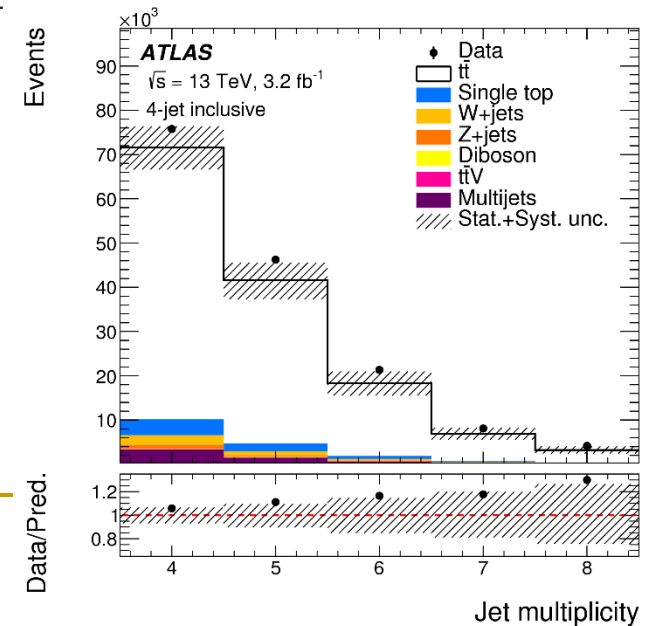 ×10³
Events
90
80
70
60
50
40
30
20
10
ATLAS
√s = 13 TeV, 3.2 fb⁻¹
4-jet inclusive
Data
tt̄
Single top
W+jets
Z+jets
Diboson
tt̄V
Multijets
Stat.+Syst. unc.
Data/Pred.
1.2
1
0.8
4 5 6 7 8
Jet multiplicity